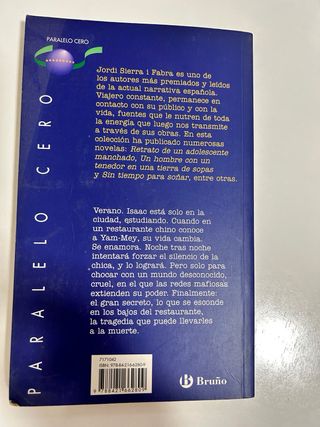 PARALELO CERO
PARALELO CERO
Jordi Sierra i Fabra es uno de
los autores más premiados y leídos
de la actual narrativa española.
Viajero constante, permanece en
contacto con su público y con la
vida, fuentes que le nutren de toda
la energía que luego nos transmite
a través de sus obras. En esta
colección ha publicado numerosas
novelas: Retrato de un adolescente
manchado, Un hombre con un
tenedor en una tierra de sopas
y Sin tiempo para soñar, entre otras.
Verano. Isaac está solo en la
ciudad, estudiando. Cuando en
un restaurante chino conoce
a Yam-Mey, su vida cambia.
Se enamora. Noche tras noche
intentará forzar el silencio de la
chica, y lo logrará. Pero solo para
chocar con un mundo desconocido,
cruel, en el que las redes mafiosas
extienden su poder. Finalmente:
el gran secreto, lo que se esconde
en los bajos del restaurante,
la tragedia que puede llevarles
a la muerte.
7171042
ISBN: 9788421662809
9 788421 662809
Bruño